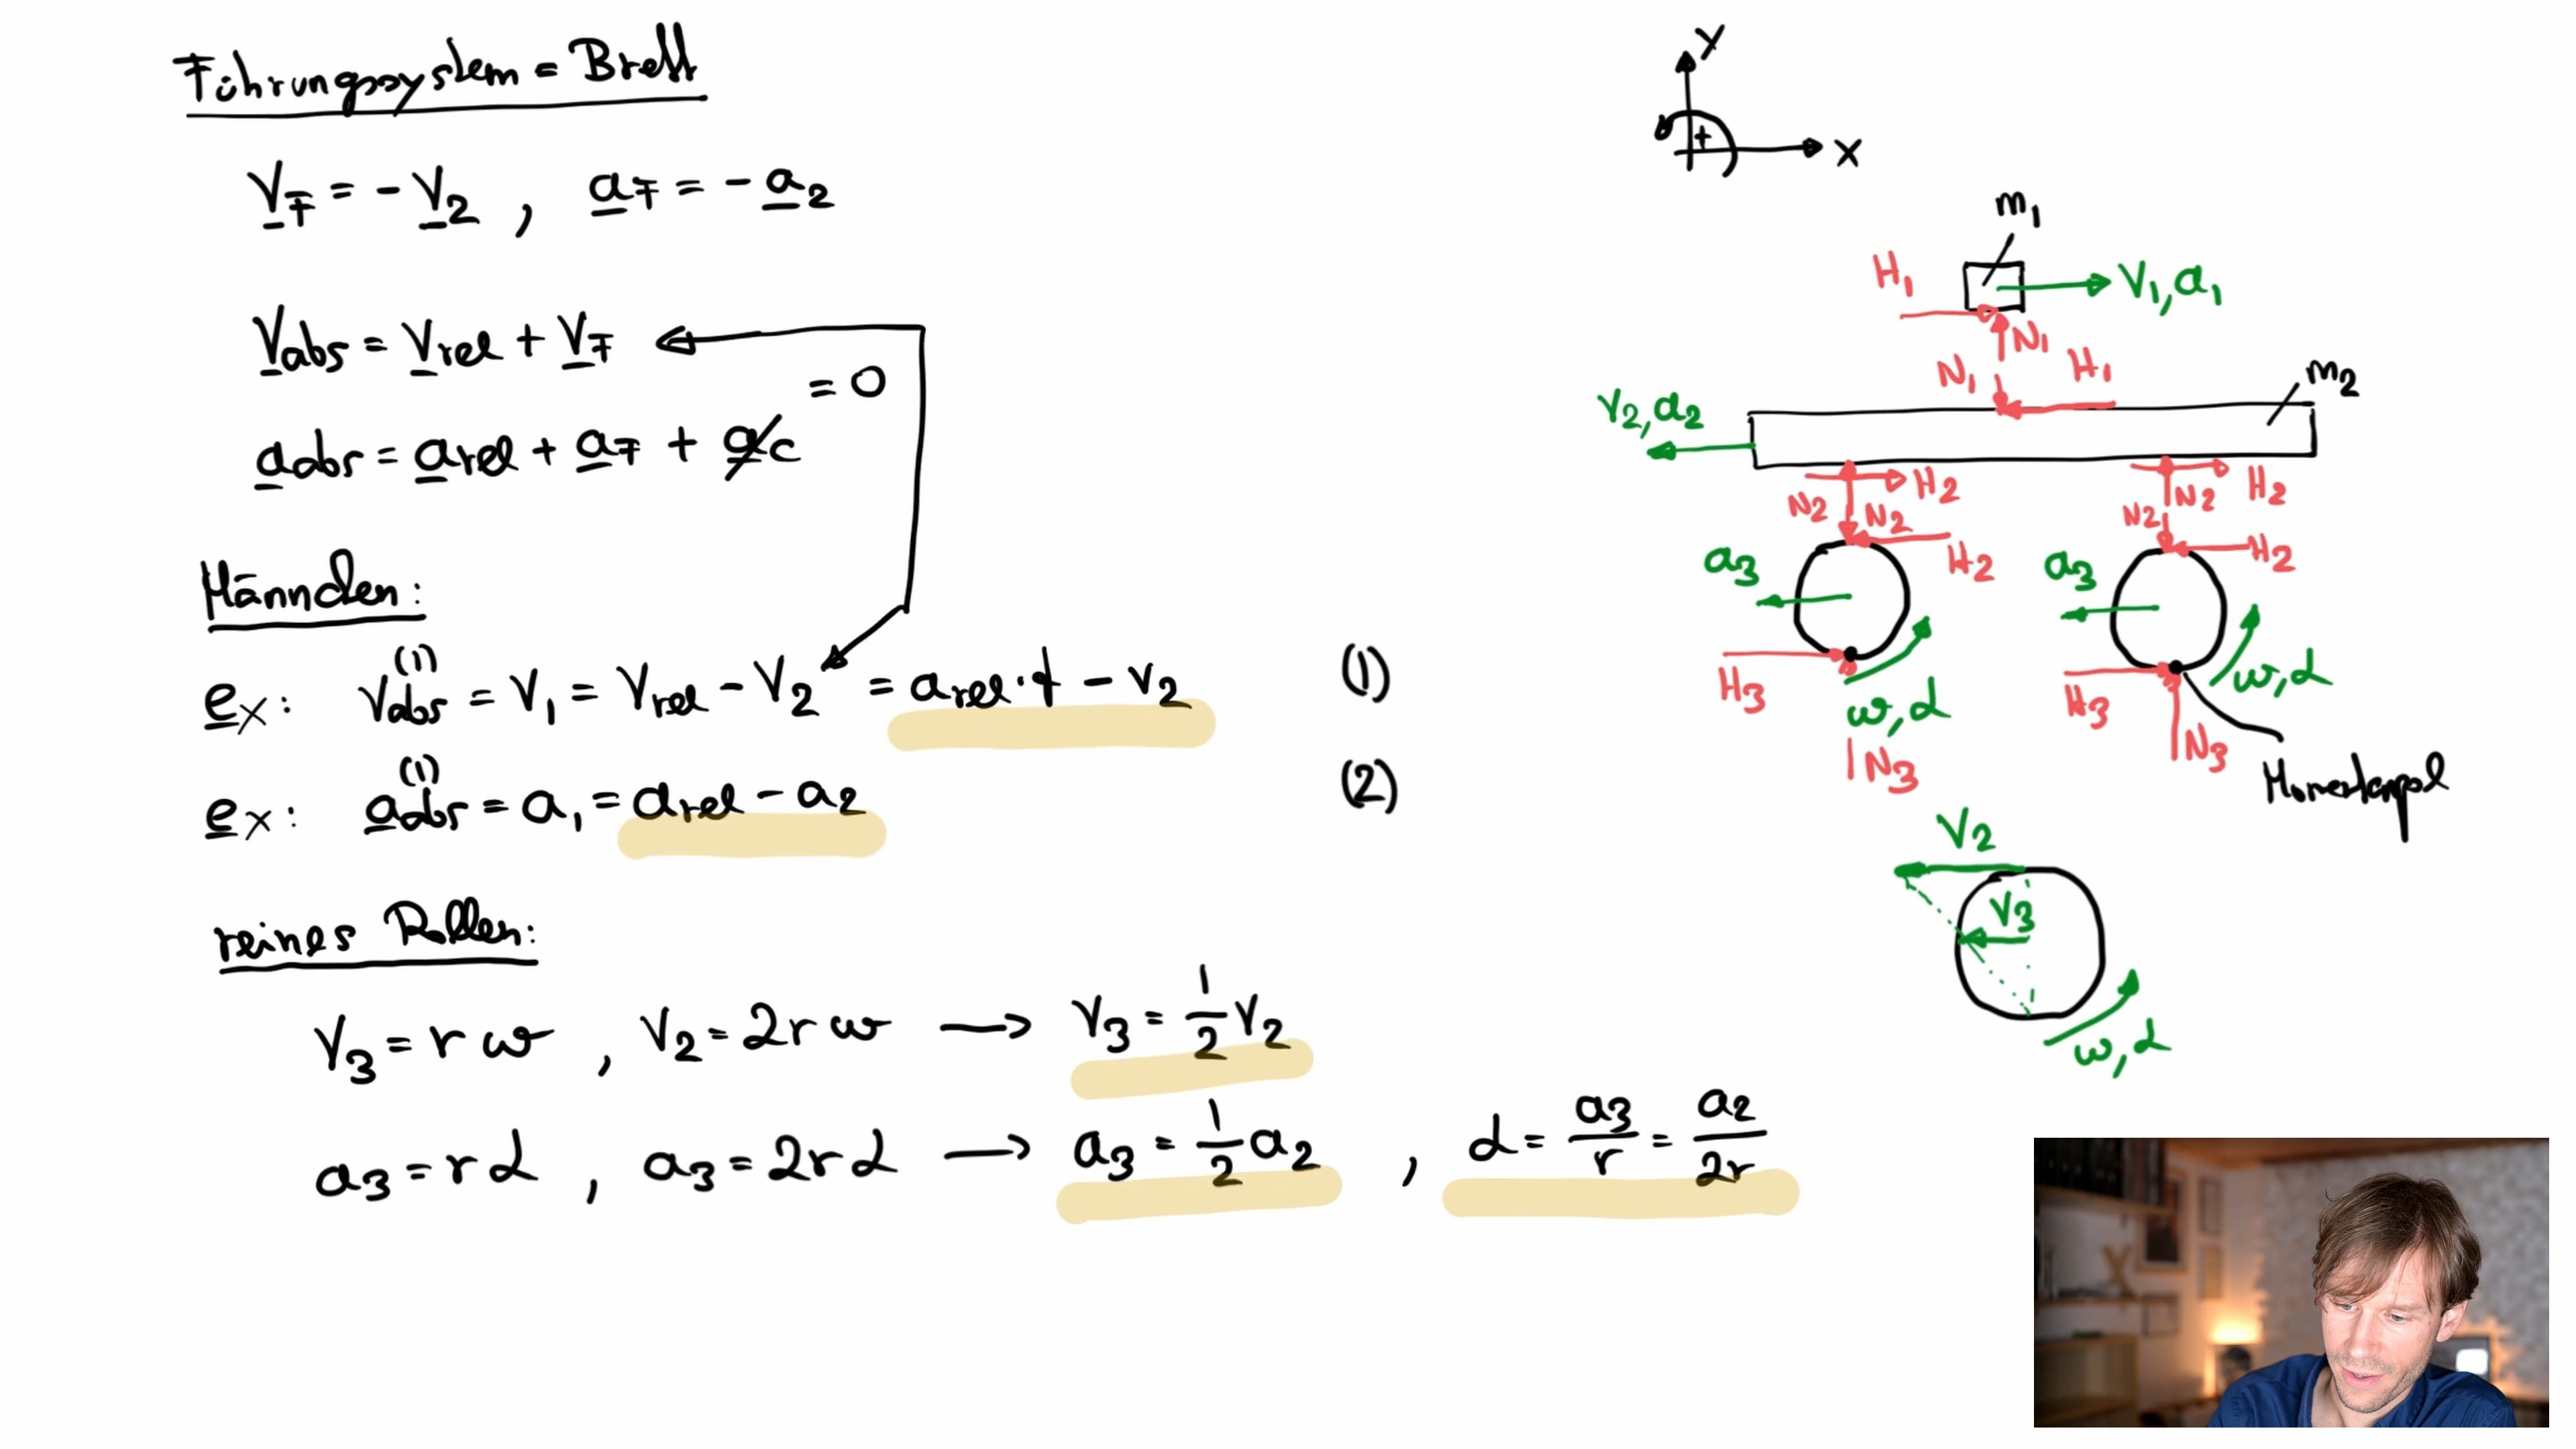 Führungssystem = Brett
v_F = - v_2 , a_F = - a_2
v_abs = v_rel + v_F
= 0
a_abs = a_rel + a_F + a_c
Männchen:
e_x: v_abs^(1) = v_1 = v_rel - v_2 = a_rel · t - v_2 (1)
e_x: a_abs^(1) = a_1 = a_rel - a_2 (2)
reines Rollen:
v_3 = r ω , v_2 = 2 r ω → v_3 = 1/2 v_2
a_3 = r α , a_3 = 2 r α → a_3 = 1/2 a_2 , α = a_3/r = a_2/2r
y
+
x
m_1
H_1
v_1, a_1
N_1
N_1 H_1
m_2
v_2, a_2
N_2 H_2
N_2 H_2
N_2 H_2
N_2 H_2
a_3
a_3
H_3
ω, α
N_3
H_3
ω, α
N_3
Momentanpol
v_2
v_3
ω, α